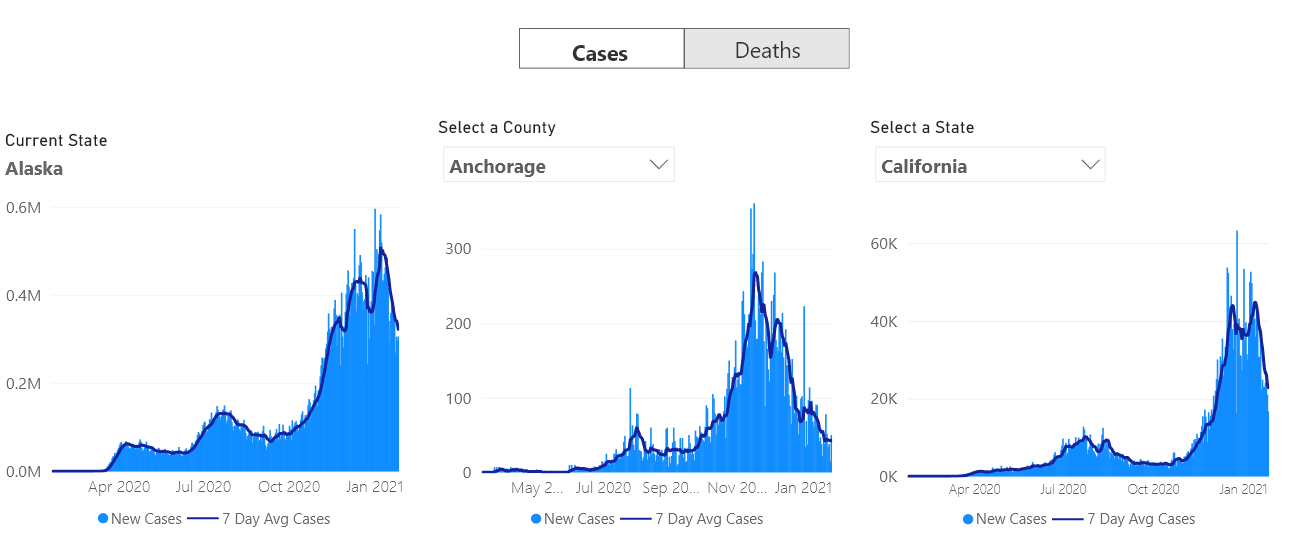 Cases Deaths
Current State
Alaska
0.6M
0.4M
0.2M
0.0M
Apr 2020 Jul 2020 Oct 2020 Jan 2021
New Cases 7 Day Avg Cases
Select a County
Anchorage
300
200
100
0
May 2... Jul 2020 Sep 20... Nov 20... Jan 2021
New Cases 7 Day Avg Cases
Select a State
California
60K
40K
20K
0K
Apr 2020 Jul 2020 Oct 2020 Jan 2021
New Cases 7 Day Avg Cases